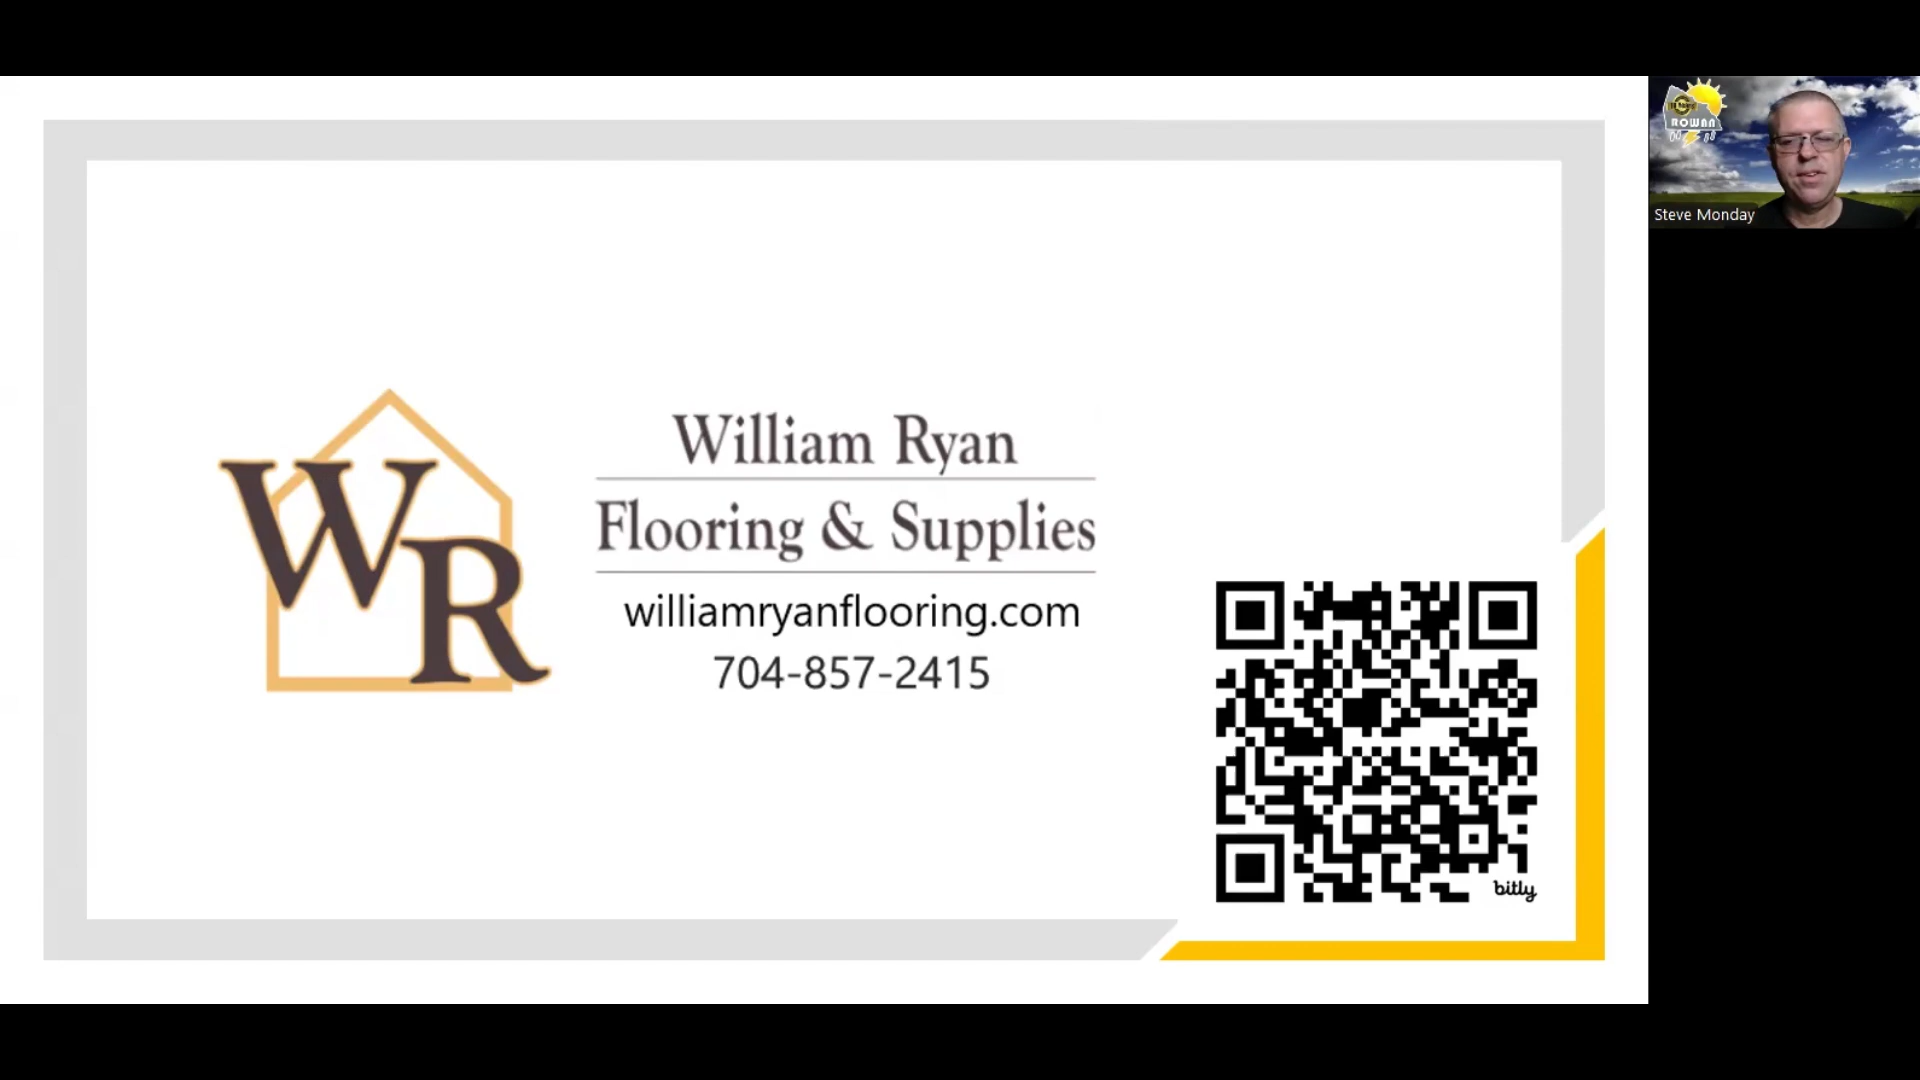 William Ryan
Flooring & Supplies
williamryanflooring.com
704-857-2415
WR
bitly
ROWAN
Steve Monday